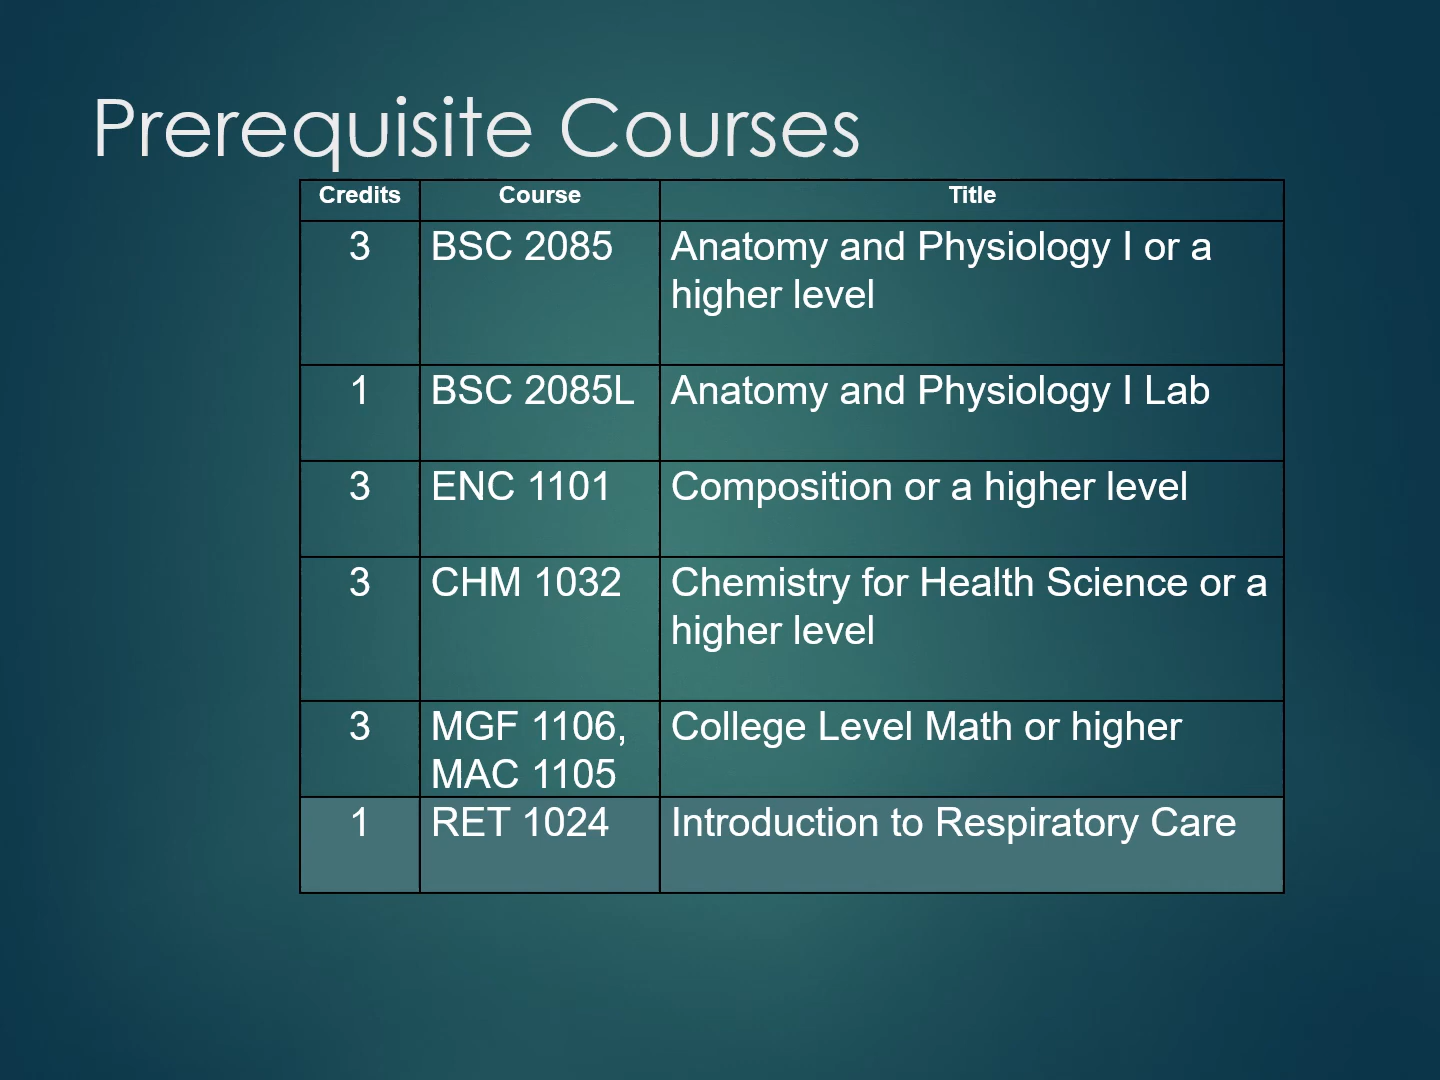 Prerequisite Courses
Credits Course Title
3 BSC 2085 Anatomy and Physiology I or a
higher level
1 BSC 2085L Anatomy and Physiology I Lab
3 ENC 1101 Composition or a higher level
3 CHM 1032 Chemistry for Health Science or a
higher level
3 MGF 1106, College Level Math or higher
MAC 1105
1 RET 1024 Introduction to Respiratory Care